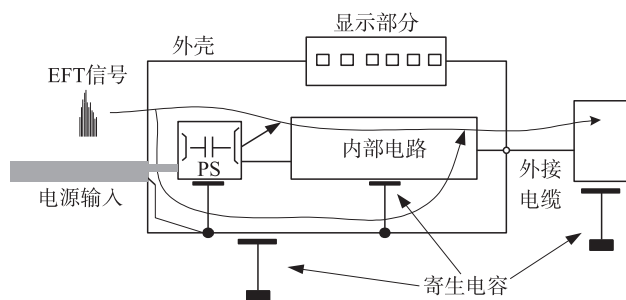 显示部分
外壳
EFT信号
内部电路
PS
外接
电缆
电源输入
寄生电容